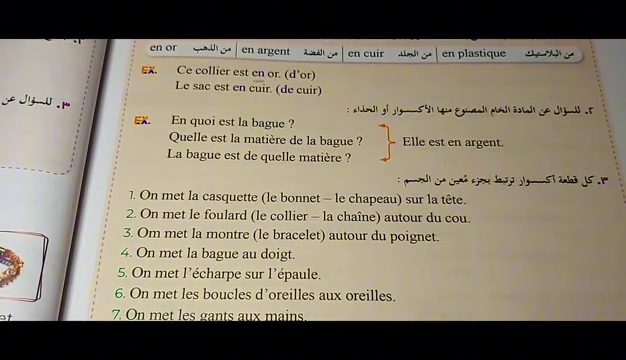 en or من الذهب en argent من الفضة en cuir من الجلد en plastique من البلاستيك
EX. Ce collier est en or. (d'or)
Le sac est en cuir. (de cuir)
٢. للسؤال عن المادة الخام المصنوع منها الأكسسوار أو الحذاء :
EX. En quoi est la bague ?
Quelle est la matière de la bague ? Elle est en argent.
La bague est de quelle matière ?
٣. كل قطعة أكسسوار ترتبط بجزء مُعين من الجسم :
1. On met la casquette (le bonnet – le chapeau) sur la tête.
2. On met le foulard (le collier – la chaîne) autour du cou.
3. Om met la montre (le bracelet) autour du poignet.
4. On met la bague au doigt.
5. On met l'écharpe sur l'épaule.
6. On met les boucles d'oreilles aux oreilles.
7. On met les gants aux mains.
٣. للسؤال عن
et